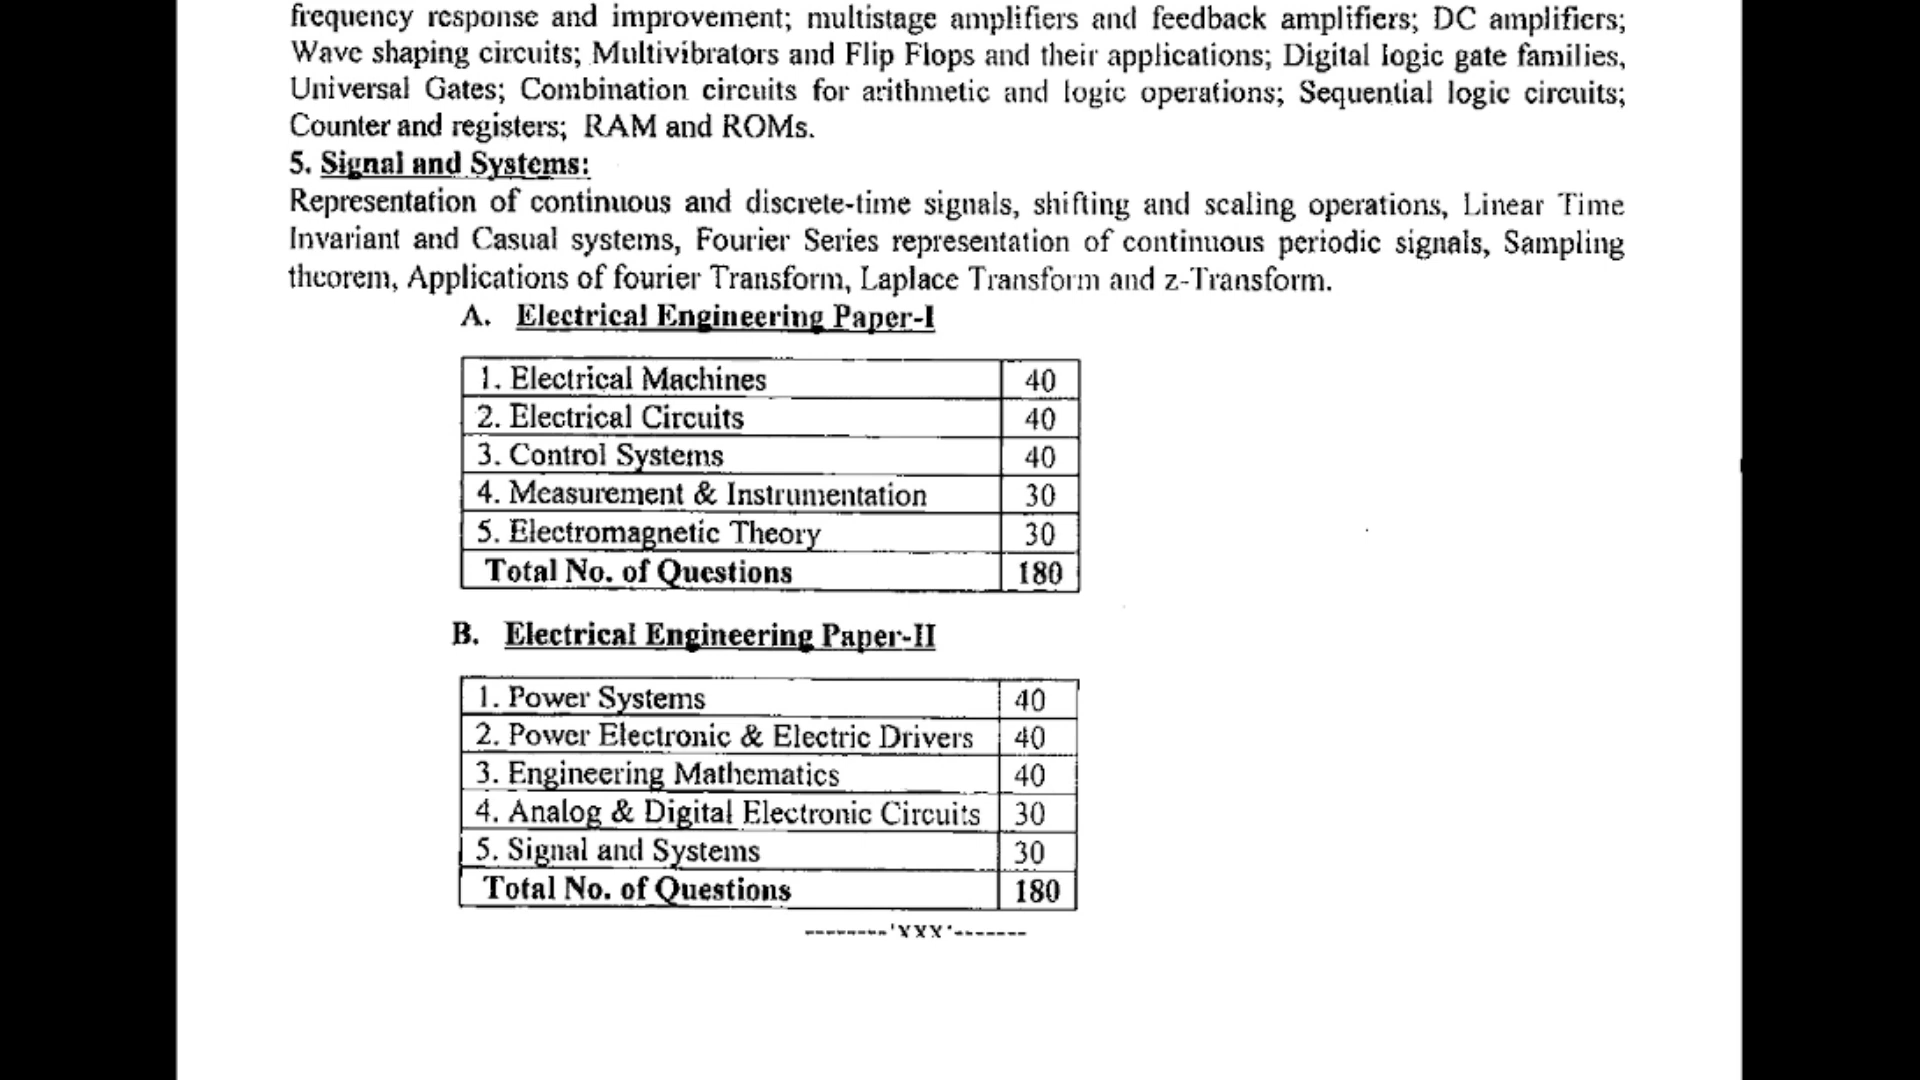 frequency response and improvement; multistage amplifiers and feedback amplifiers; DC amplifiers;
Wave shaping circuits; Multivibrators and Flip Flops and their applications; Digital logic gate families,
Universal Gates; Combination circuits for arithmetic and logic operations; Sequential logic circuits;
Counter and registers; RAM and ROMs.
5. Signal and Systems:
Representation of continuous and discrete-time signals, shifting and scaling operations, Linear Time
Invariant and Casual systems, Fourier Series representation of continuous periodic signals, Sampling
theorem, Applications of fourier Transform, Laplace Transform and z-Transform.
A. Electrical Engineering Paper-I
1. Electrical Machines 40
2. Electrical Circuits 40
3. Control Systems 40
4. Measurement & Instrumentation 30
5. Electromagnetic Theory 30
Total No. of Questions 180
B. Electrical Engineering Paper-II
1. Power Systems 40
2. Power Electronic & Electric Drivers 40
3. Engineering Mathematics 40
4. Analog & Digital Electronic Circuits 30
5. Signal and Systems 30
Total No. of Questions 180
--------'XXX'-------